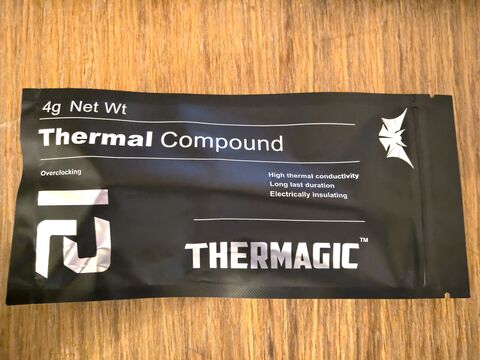 4g Net Wt
Thermal Compound
Overclocking
High thermal conductivity
Long last duration
Electrically insulating
THERMAGIC™